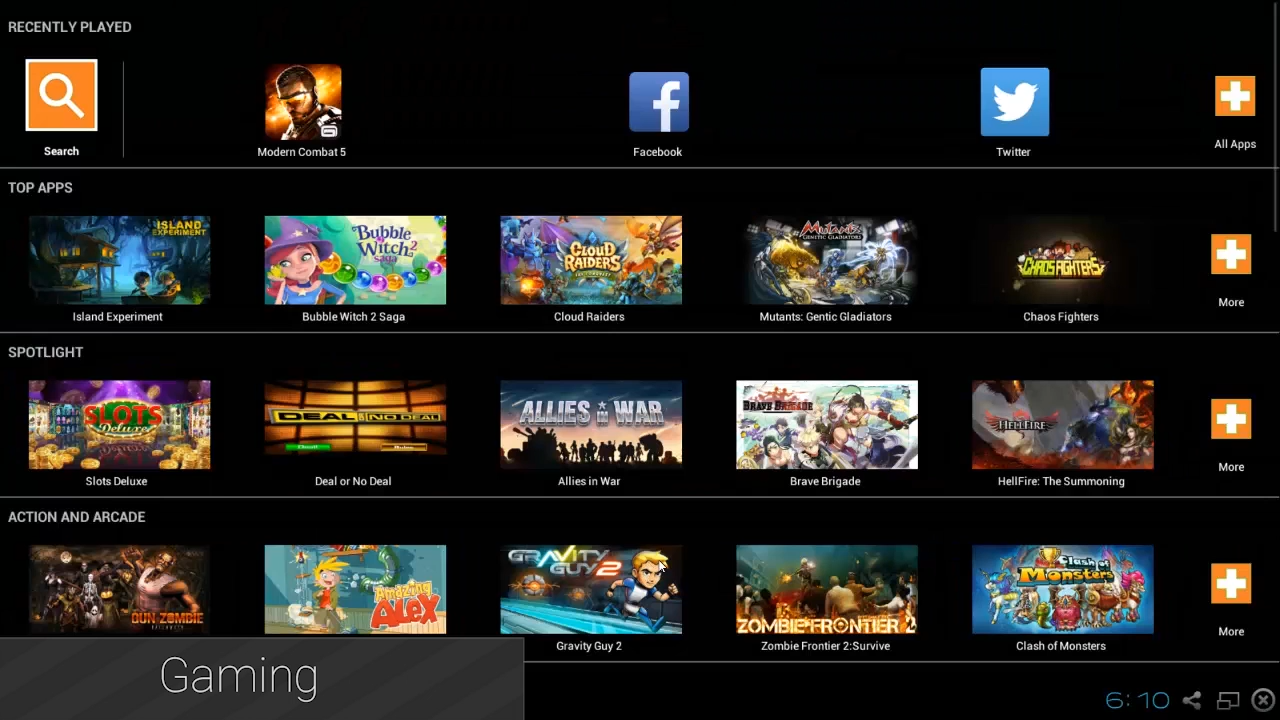 RECENTLY PLAYED
Search
Modern Combat 5
Facebook
Twitter
All Apps
TOP APPS
ISLAND
EXPERIMENT
Bubble
Witch 2
saga
CLOUD
RAIDERS
MUTANTS
GENETIC GLADIATORS
CHAOS FIGHTERS
Island Experiment
Bubble Witch 2 Saga
Cloud Raiders
Mutants: Gentic Gladiators
Chaos Fighters
More
SPOTLIGHT
SLOTS
Deluxe
DEAL OR NO DEAL
ALLIES IN WAR
BRAVE BRIGADE
HELLFIRE
Slots Deluxe
Deal or No Deal
Allies in War
Brave Brigade
HellFire: The Summoning
More
ACTION AND ARCADE
GUN ZOMBIE
Amazing
ALEX
GRAVITY
GUY 2
ZOMBIE FRONTIER 2
Clash of
Monsters
Gravity Guy 2
Zombie Frontier 2:Survive
Clash of Monsters
More
Gaming
6:10